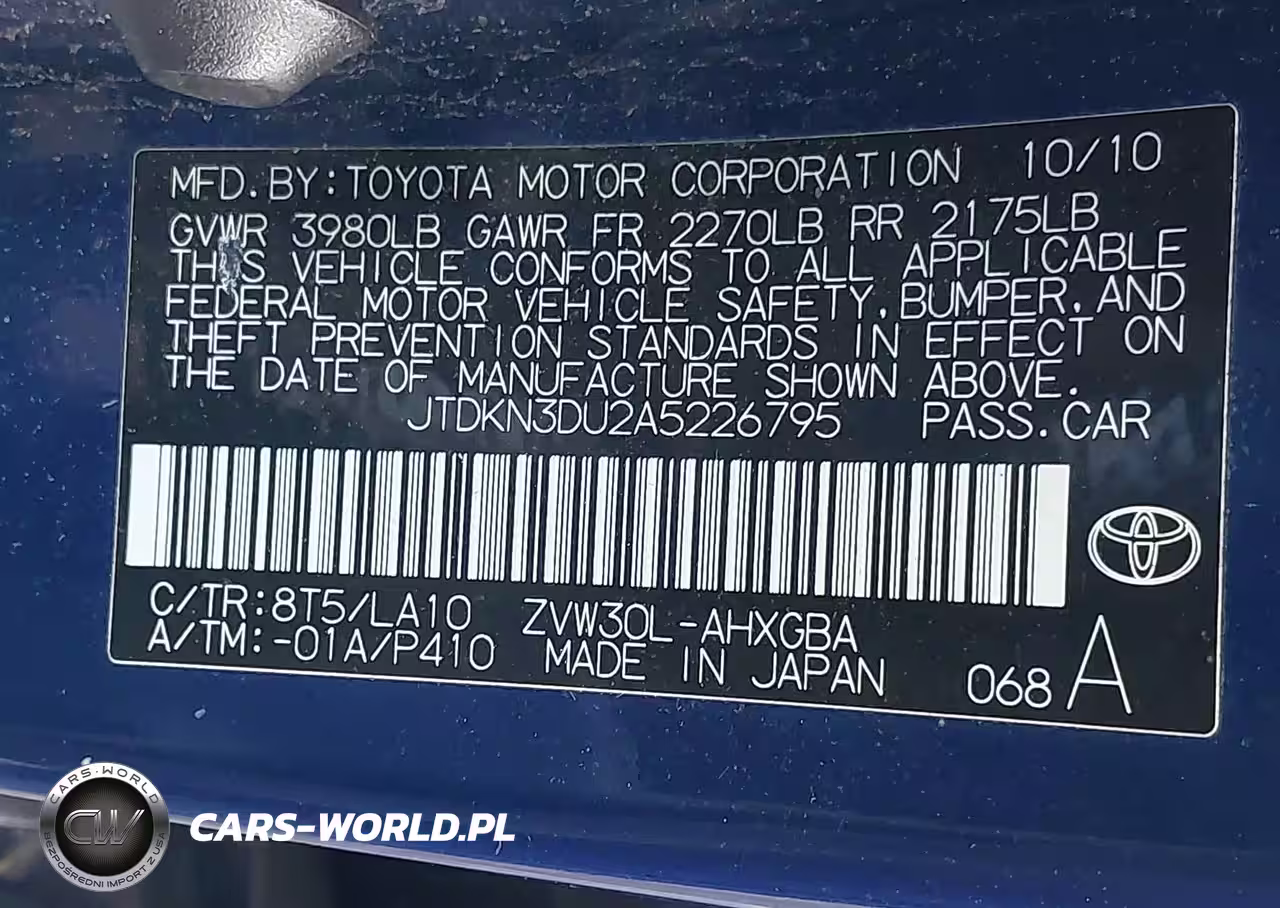 MFD.BY:TOYOTA MOTOR CORPORATION 10/10
GVWR 3980LB GAWR FR 2270LB RR 2175LB
THIS VEHICLE CONFORMS TO ALL APPLICABLE
FEDERAL MOTOR VEHICLE SAFETY,BUMPER,AND
THEFT PREVENTION STANDARDS IN EFFECT ON
THE DATE OF MANUFACTURE SHOWN ABOVE.
JTDKN3DU2A5226795 PASS.CAR
C/TR:8T5/LA10 ZVW30L-AHXGBA
A/TM:-01A/P410 MADE IN JAPAN 068 A
CARS-WORLD
CW
BEZPOŚREDNI IMPORT Z USA
CARS-WORLD.PL